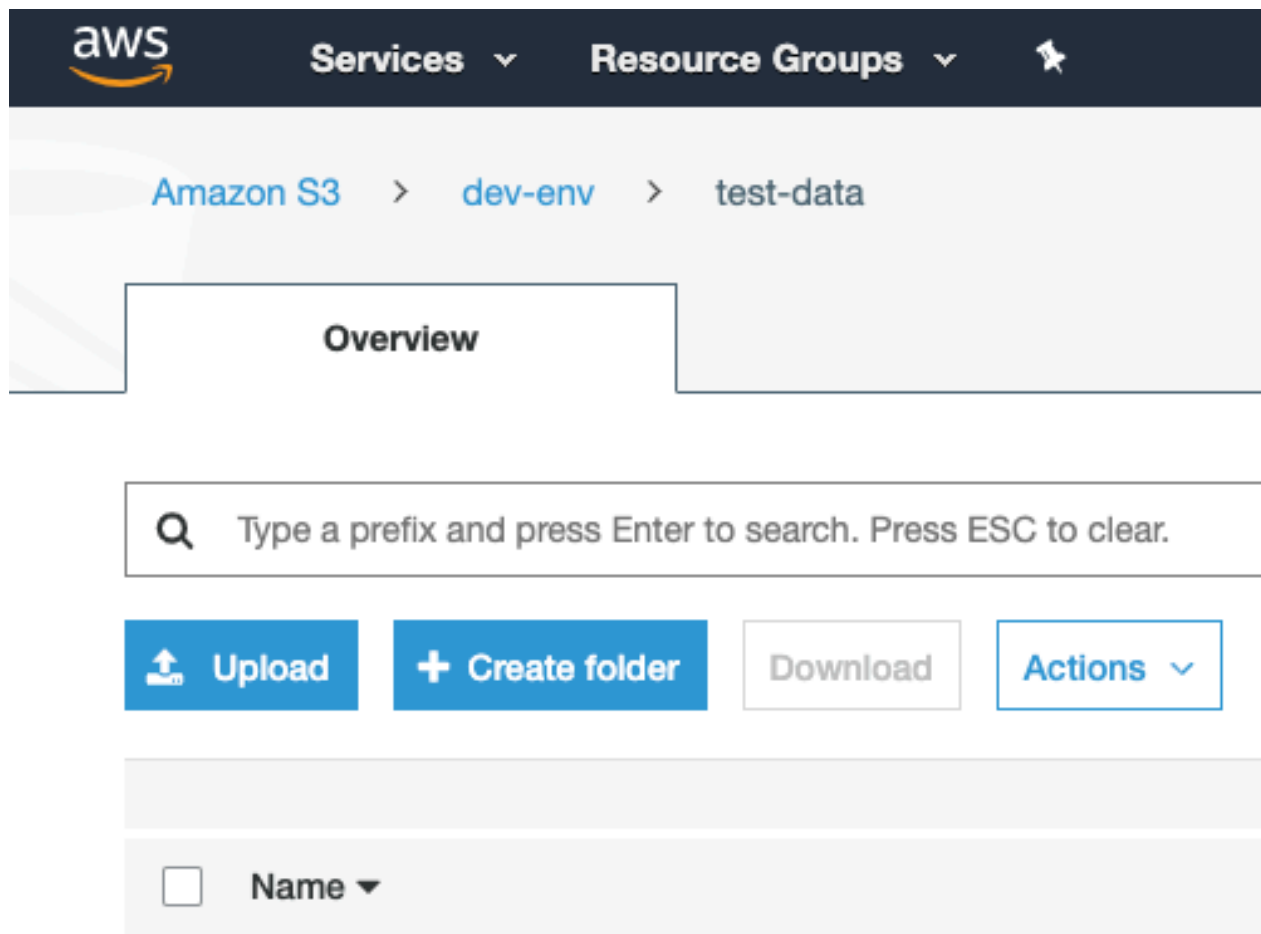 aws Services Resource Groups
Amazon S3 > dev-env > test-data
Overview
Type a prefix and press Enter to search. Press ESC to clear.
Upload + Create folder Download Actions
Name